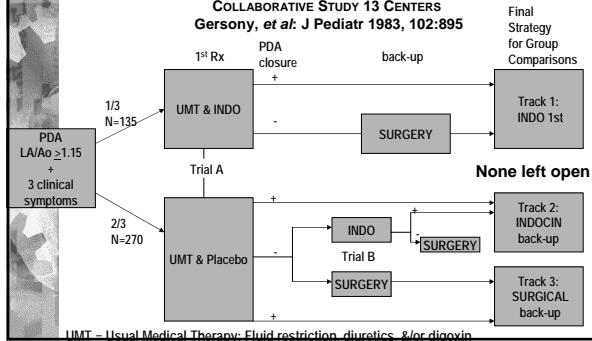 COLLABORATIVE STUDY 13 CENTERS
Gersony, et al: J Pediatr 1983, 102:895
Final
Strategy
for Group
Comparisons
1st Rx
PDA
closure
back-up
PDA
LA/Ao >1.15
+
3 clinical
symptoms
1/3
N=135
UMT & INDO
+
-
SURGERY
Track 1:
INDO 1st
Trial A
None left open
2/3
N=270
UMT & Placebo
+
-
INDO
+
-
SURGERY
Trial B
SURGERY
+
Track 2:
INDOCIN
back-up
Track 3:
SURGICAL
back-up
UMT = Usual Medical Therapy: Fluid restriction, diuretics, &/or digoxin